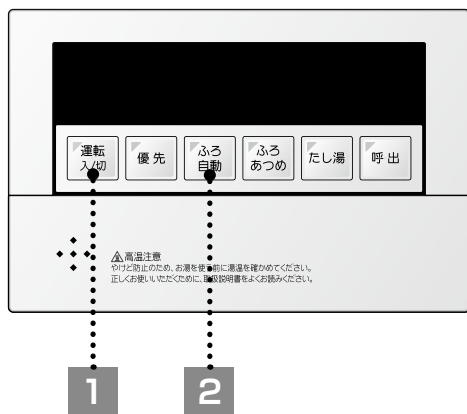 運転
入/切
優先
ふろ
自動
ふろ
あつめ
たし湯
呼出
高温注意
やけど防止のため、お湯を使う前に湯温を確かめてください。
正しくお使いいただくために、取扱説明書をよくお読みください。
1
2